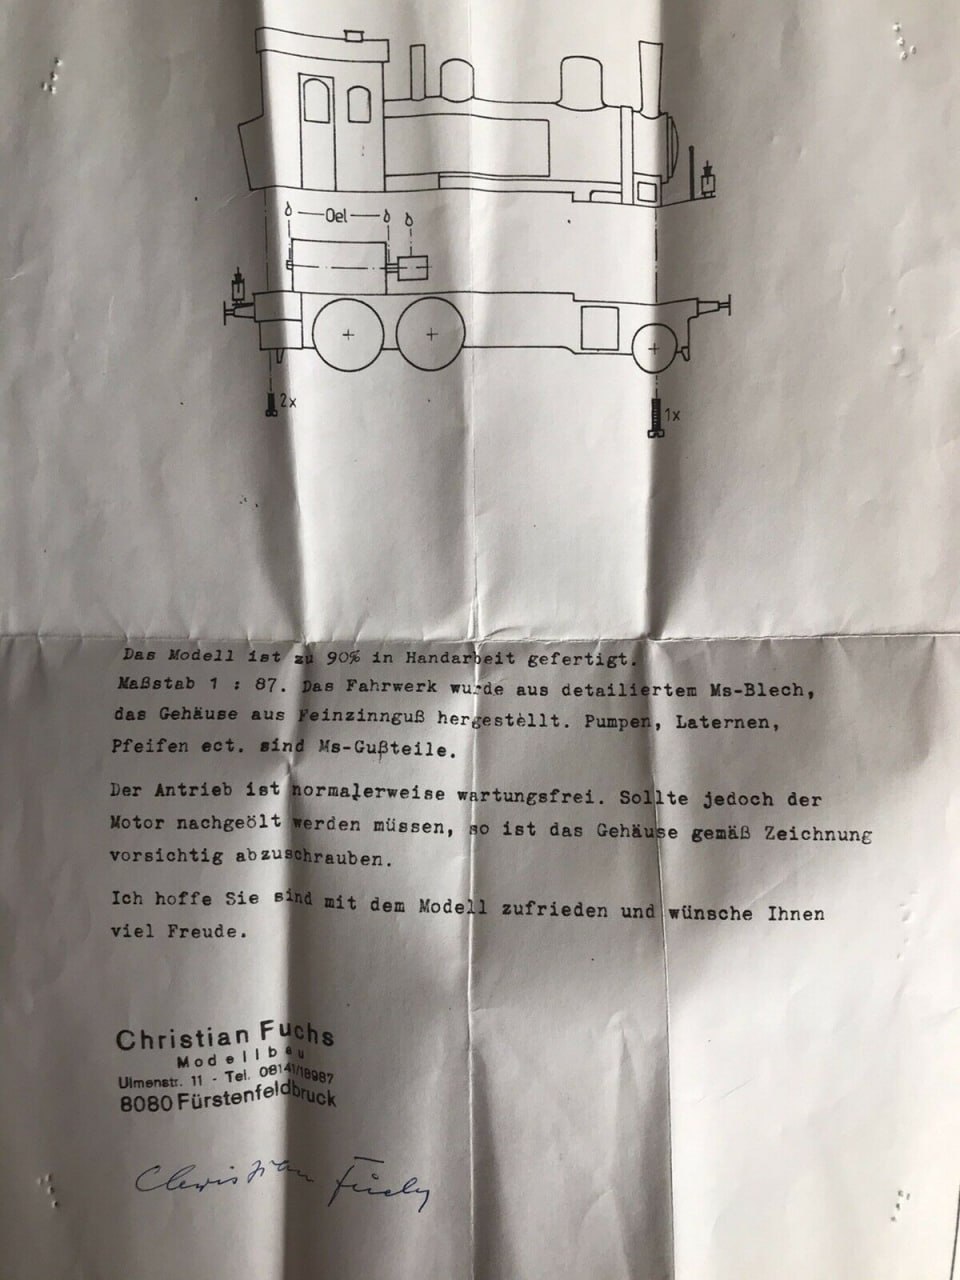 Oel
2x
1x
Das Modell ist zu 90% in Handarbeit gefertigt.
Maßstab 1 : 87. Das Fahrwerk wurde aus detailiertem Ms-Blech,
das Gehäuse aus Feinzinnguß hergestellt. Pumpen, Laternen,
Pfeifen ect. sind Ms-Gußteile.
Der Antrieb ist normalerweise wartungsfrei. Sollte jedoch der
Motor nachgeölt werden müssen, so ist das Gehäuse gemäß Zeichnung
vorsichtig abzuschrauben.
Ich hoffe Sie sind mit dem Modell zufrieden und wünsche Ihnen
viel Freude.
Christian Fuchs
Modellbau
Ulmenstr. 11 - Tel. 08141/18987
8080 Fürstenfeldbruck
Christian Fuchs